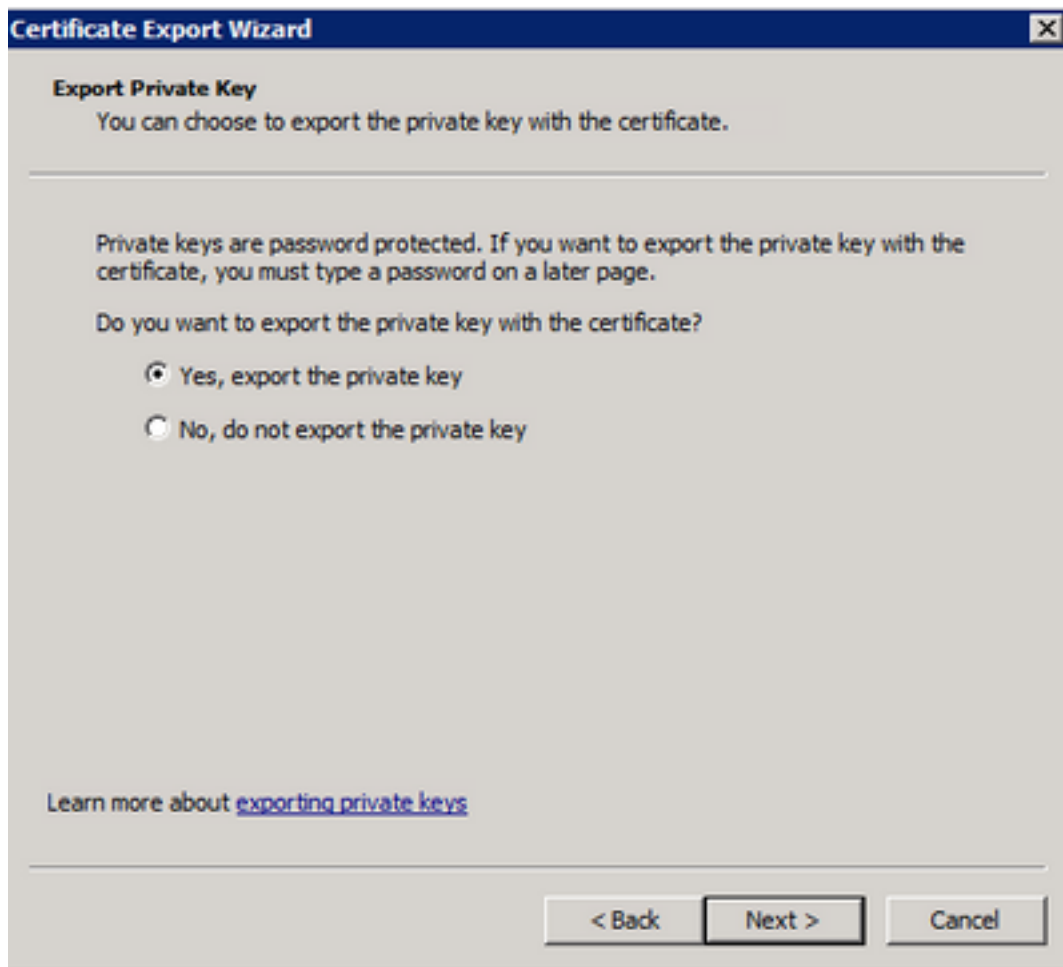 Certificate Export Wizard
Export Private Key
You can choose to export the private key with the certificate.
Private keys are password protected. If you want to export the private key with the
certificate, you must type a password on a later page.
Do you want to export the private key with the certificate?
Yes, export the private key
No, do not export the private key
Learn more about exporting private keys
< Back Next > Cancel